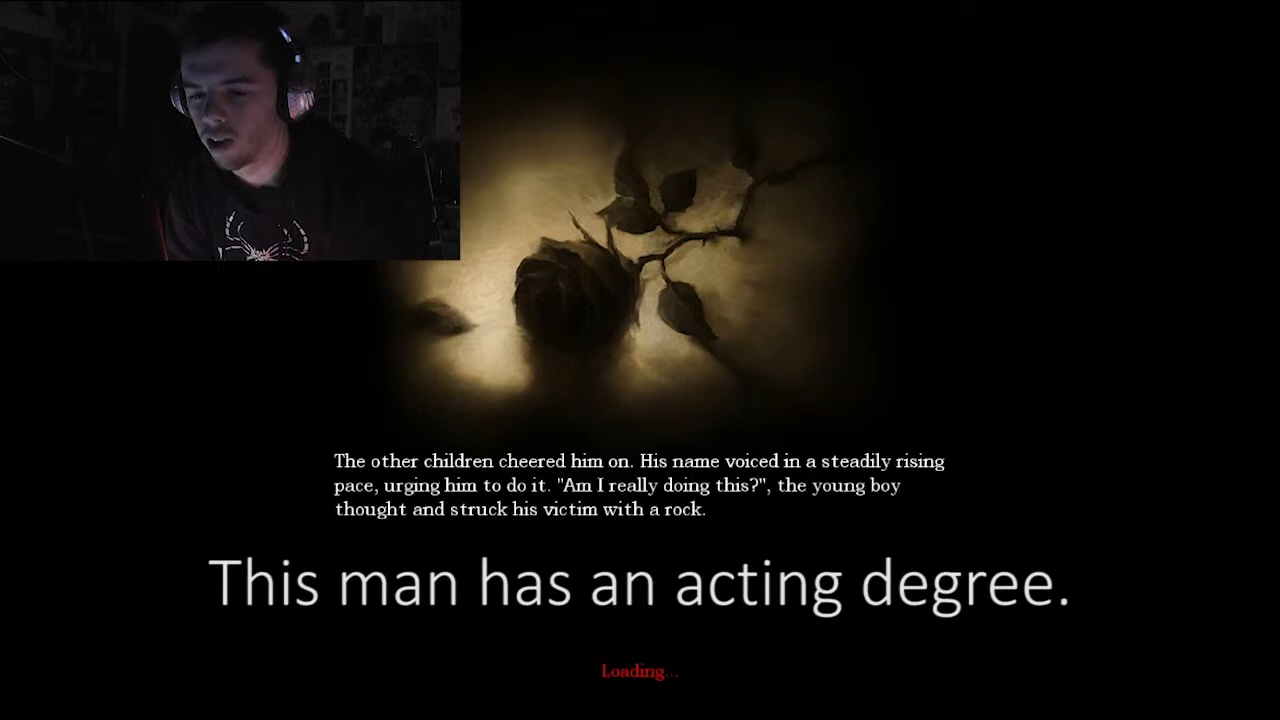 The other children cheered him on. His name voiced in a steadily rising
pace, urging him to do it. "Am I really doing this?", the young boy
thought and struck his victim with a rock.
This man has an acting degree.
Loading...